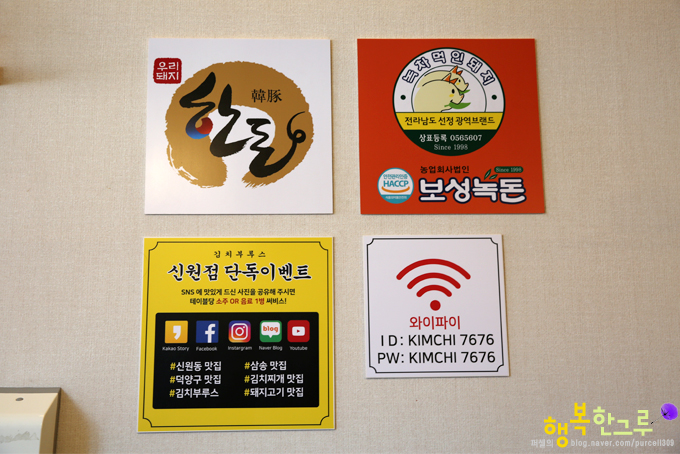 우리
돼지
韓豚
한돈
녹차먹인돼지
전라남도 선정 광역브랜드
상표등록 0565607
Since 1998
농업회사법인
Since 1998
HACCP
보성녹돈
김치부루스
신원점 단독이벤트
SNS 에 맛있게 드신 사진을 공유해 주시면
테이블당 소주 OR 음료 1병 써비스!
Kakao Story
Facebook
Instargram
blog
Naver Blog
Youtube
#신원동 맛집
#삼송 맛집
#덕양구 맛집
#김치찌개 맛집
#김치부루스
#돼지고기 맛집
와이파이
ID: KIMCHI 7676
PW: KIMCHI 7676
행복한그루
퍼셀의 blog.naver.com/purcell309